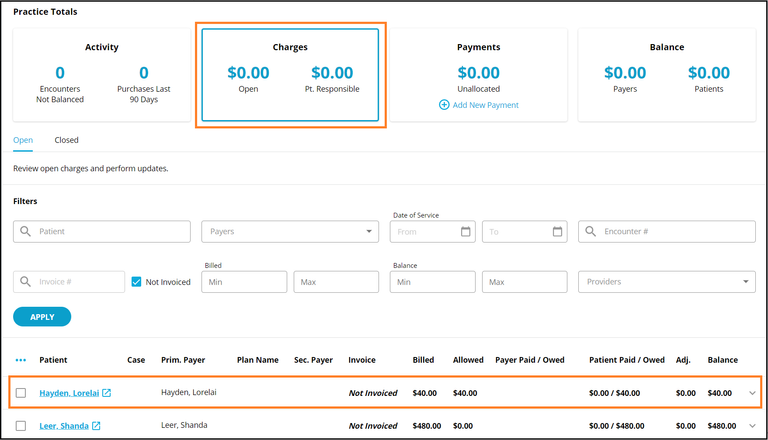 Practice Totals
Activity
0 0
Encounters Purchases Last
Not Balanced 90 Days
Charges
$0.00 $0.00
Open Pt. Responsible
Payments
$0.00
Unallocated
Add New Payment
Balance
$0.00 $0.00
Payers Patients
Open Closed
Review open charges and perform updates.
Filters
Patient
Payers
Date of Service
From To
Encounter #
Invoice #
Not Invoiced
Billed
Min Max
Balance
Min Max
Providers
APPLY
Patient Case Prim. Payer Plan Name Sec. Payer Invoice Billed Allowed Payer Paid / Owed Patient Paid / Owed Adj. Balance
Hayden, Lorelai Hayden, Lorelai Not Invoiced $40.00 $40.00 $0.00 / $40.00 $0.00 $40.00
Leer, Shanda Leer, Shanda Not Invoiced $480.00 $0.00 $0.00 / $480.00 $0.00 $480.00